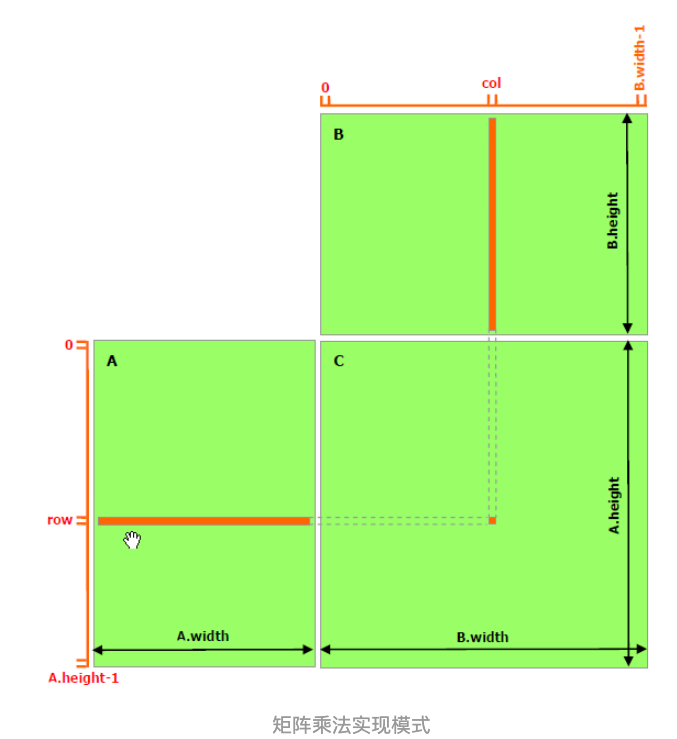 B.width-1
0
col
B
B.height
0
A
C
row
A.height
A.width
B.width
A.height-1
矩阵乘法实现模式